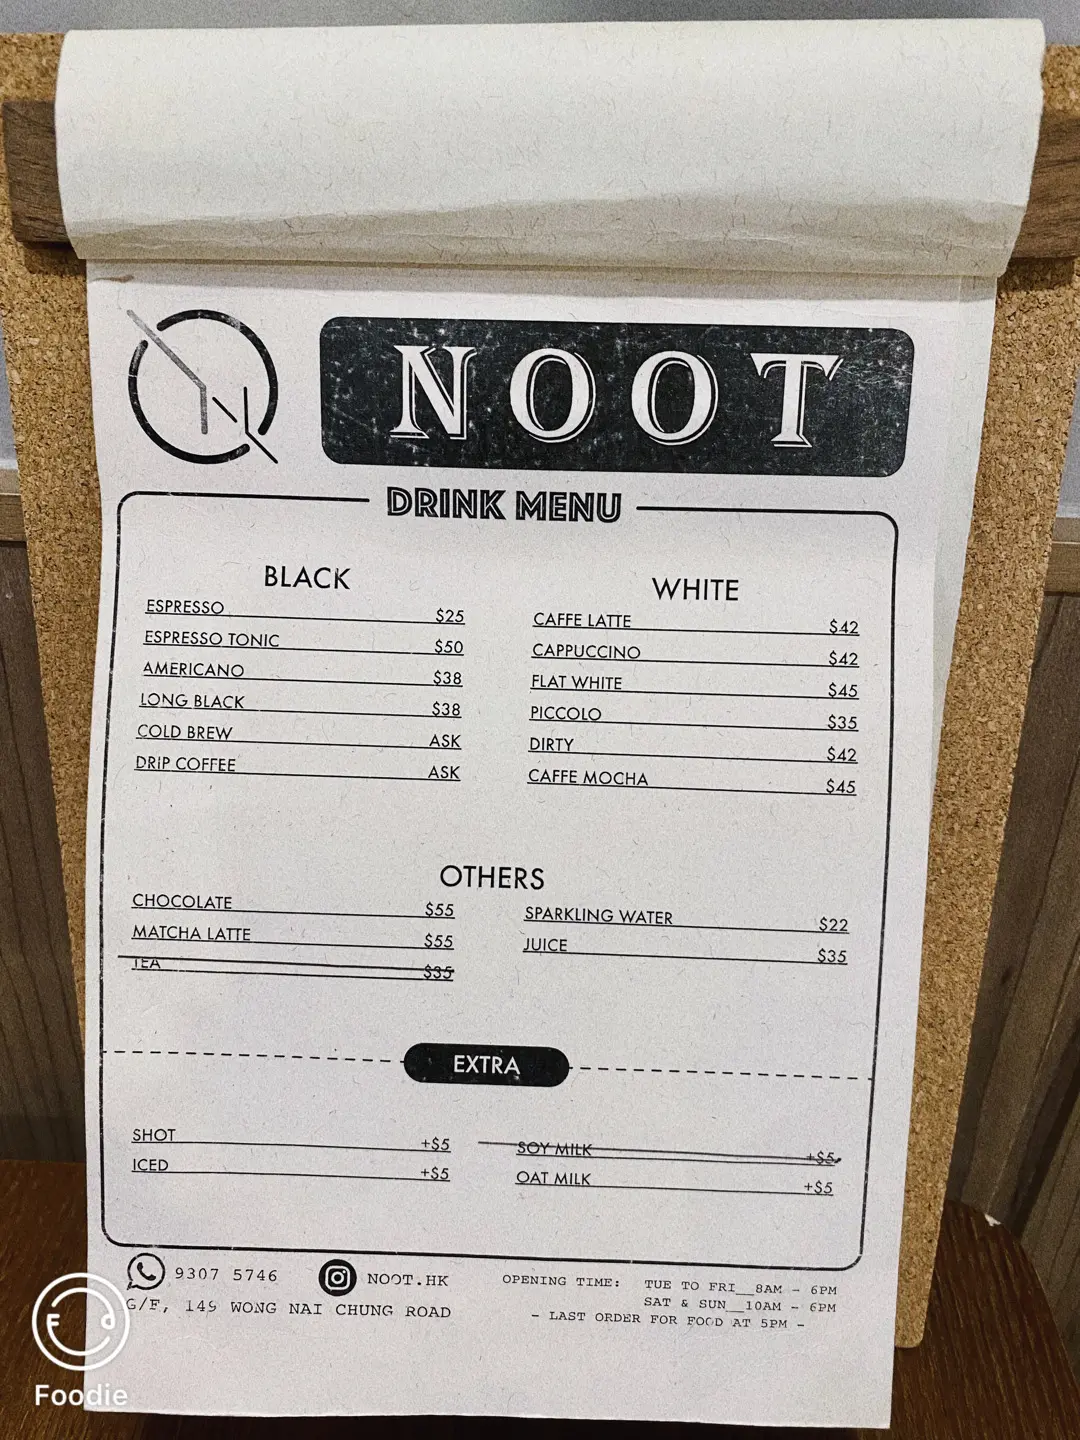 NOOT
DRINK MENU
BLACK
ESPRESSO $25
ESPRESSO TONIC $50
AMERICANO $38
LONG BLACK $38
COLD BREW ASK
DRIP COFFEE ASK
WHITE
CAFFE LATTE $42
CAPPUCCINO $42
FLAT WHITE $45
PICCOLO $35
DIRTY $42
CAFFE MOCHA $45
OTHERS
CHOCOLATE $55
MATCHA LATTE $55
TEA $35
SPARKLING WATER $22
JUICE $35
EXTRA
SHOT +$5
ICED +$5
SOY MILK +$5
OAT MILK +$5
9307 5746
NOOT.HK
G/F, 149 WONG NAI CHUNG ROAD
OPENING TIME: TUE TO FRI__8AM - 6PM
SAT & SUN__10AM - 6PM
- LAST ORDER FOR FOOD AT 5PM -
Foodie